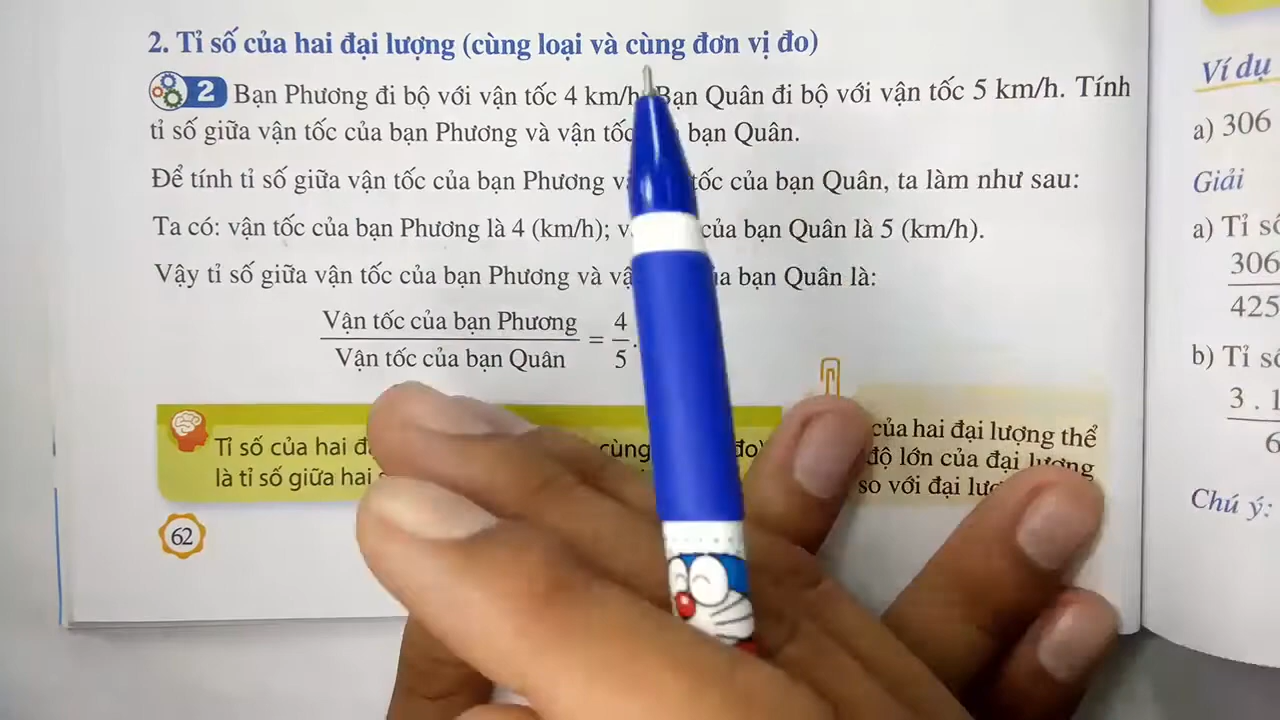 2. Tỉ số của hai đại lượng (cùng loại và cùng đơn vị đo)
2 Bạn Phương đi bộ với vận tốc 4 km/h. Bạn Quân đi bộ với vận tốc 5 km/h. Tính
tỉ số giữa vận tốc của bạn Phương và vận tốc bạn Quân.
Để tính tỉ số giữa vận tốc của bạn Phương tốc của bạn Quân, ta làm như sau:
Ta có: vận tốc của bạn Phương là 4 (km/h); của bạn Quân là 5 (km/h).
Vậy tỉ số giữa vận tốc của bạn Phương và bạn Quân là:
Vận tốc của bạn Phương
Vận tốc của bạn Quân
=
4
5
.
Tỉ số của hai cùng đo)
là tỉ số giữa hai
của hai đại lượng thể
độ lớn của đại lượng
so với đại
62
Ví dụ
a) 306
Giải
a) Tỉ số
306
425
b) Tỉ số
3 . 1
6
Chú ý: